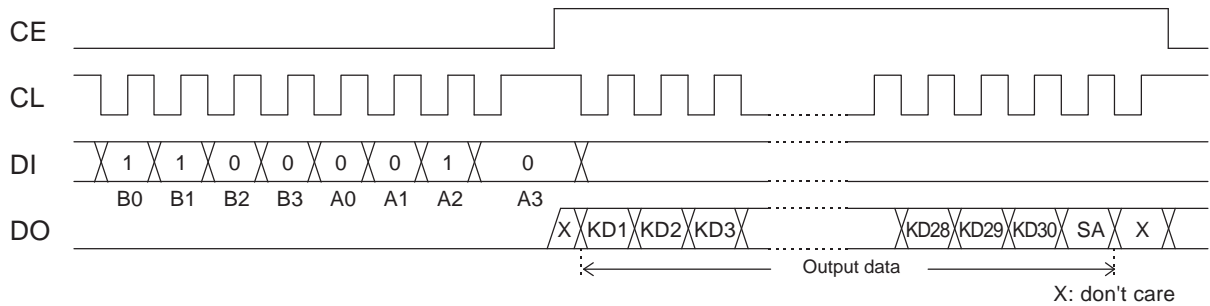 CE
CL
DI 1 1 0 0 0 0 1 0
B0 B1 B2 B3 A0 A1 A2 A3
DO X KD1 KD2 KD3 KD28 KD29 KD30 SA X
Output data
X: don't care